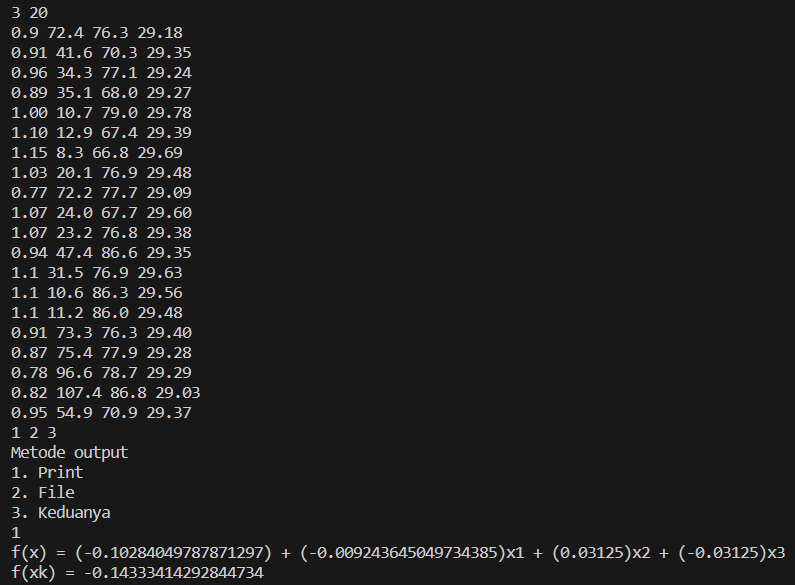 3 20
0.9 72.4 76.3 29.18
0.91 41.6 70.3 29.35
0.96 34.3 77.1 29.24
0.89 35.1 68.0 29.27
1.00 10.7 79.0 29.78
1.10 12.9 67.4 29.39
1.15 8.3 66.8 29.69
1.03 20.1 76.9 29.48
0.77 72.2 77.7 29.09
1.07 24.0 67.7 29.60
1.07 23.2 76.8 29.38
0.94 47.4 86.6 29.35
1.1 31.5 76.9 29.63
1.1 10.6 86.3 29.56
1.1 11.2 86.0 29.48
0.91 73.3 76.3 29.40
0.87 75.4 77.9 29.28
0.78 96.6 78.7 29.29
0.82 107.4 86.8 29.03
0.95 54.9 70.9 29.37
1 2 3
Metode output
1. Print
2. File
3. Keduanya
1
f(x) = (-0.10284049787871297) + (-0.009243645049734385)x1 + (0.03125)x2 + (-0.03125)x3
f(xk) = -0.14333414292844734